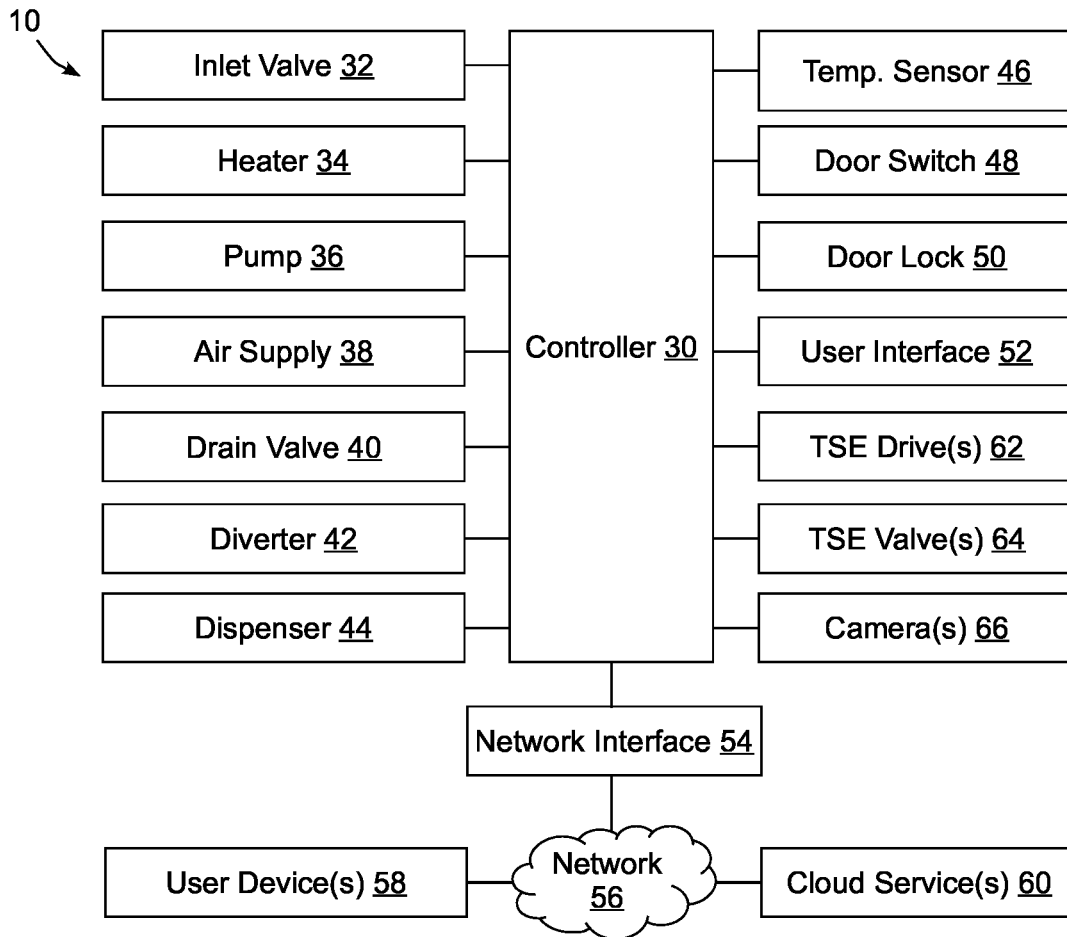 10
Inlet Valve 32
Heater 34
Pump 36
Air Supply 38
Drain Valve 40
Diverter 42
Dispenser 44
Controller 30
Temp. Sensor 46
Door Switch 48
Door Lock 50
User Interface 52
TSE Drive(s) 62
TSE Valve(s) 64
Camera(s) 66
Network Interface 54
User Device(s) 58
Network
56
Cloud Service(s) 60